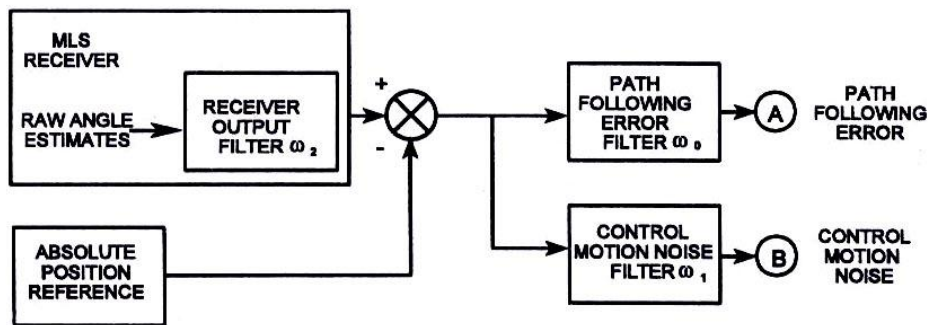 MLS
RECEIVER
RAW ANGLE
ESTIMATES
RECEIVER
OUTPUT
FILTER ω₂
+
-
PATH
FOLLOWING
ERROR
FILTER ω₀
A
PATH
FOLLOWING
ERROR
ABSOLUTE
POSITION
REFERENCE
CONTROL
MOTION NOISE
FILTER ω₁
B
CONTROL
MOTION
NOISE